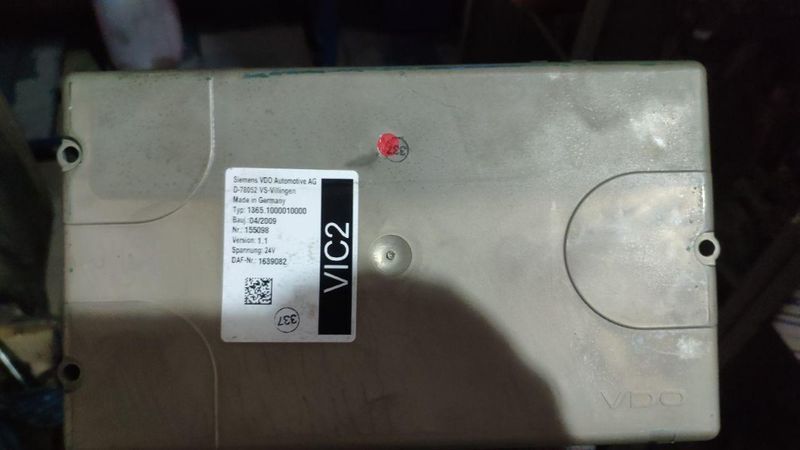 337
Siemens VDO Automotive AG
D-78052 VS-Villingen
Made in Germany
Typ: 1365.1000010000
Bauj.:04/2009
Nr.: 155098
Version: 1.1
Spannung: 24V
DAF-Nr.: 1639082
VIC2
337
VDO